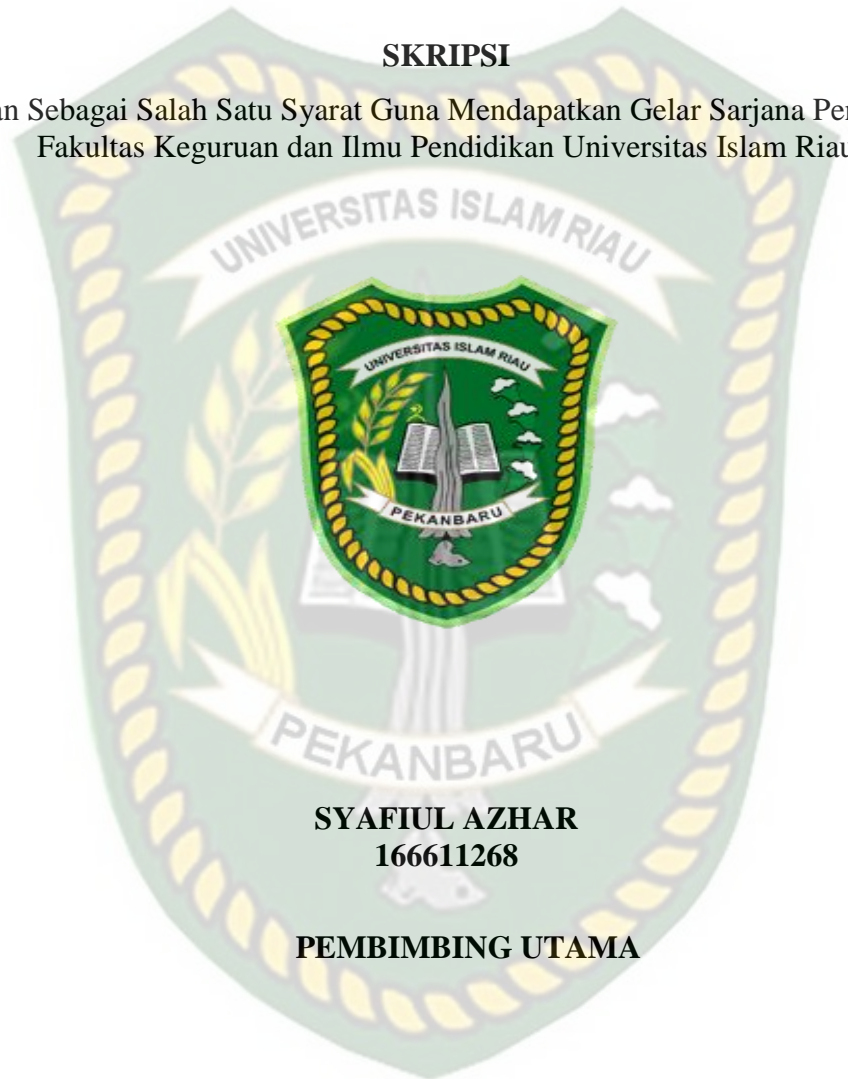 SKRIPSI
an Sebagai Salah Satu Syarat Guna Mendapatkan Gelar Sarjana Pen
Fakultas Keguruan dan Ilmu Pendidikan Universitas Islam Riau
UNIVERSITAS ISLAM RIAU
UNIVERSITAS ISLAM RIAU
PEKANBARU
PEKANBARU
SYAFIUL AZHAR
166611268
PEMBIMBING UTAMA